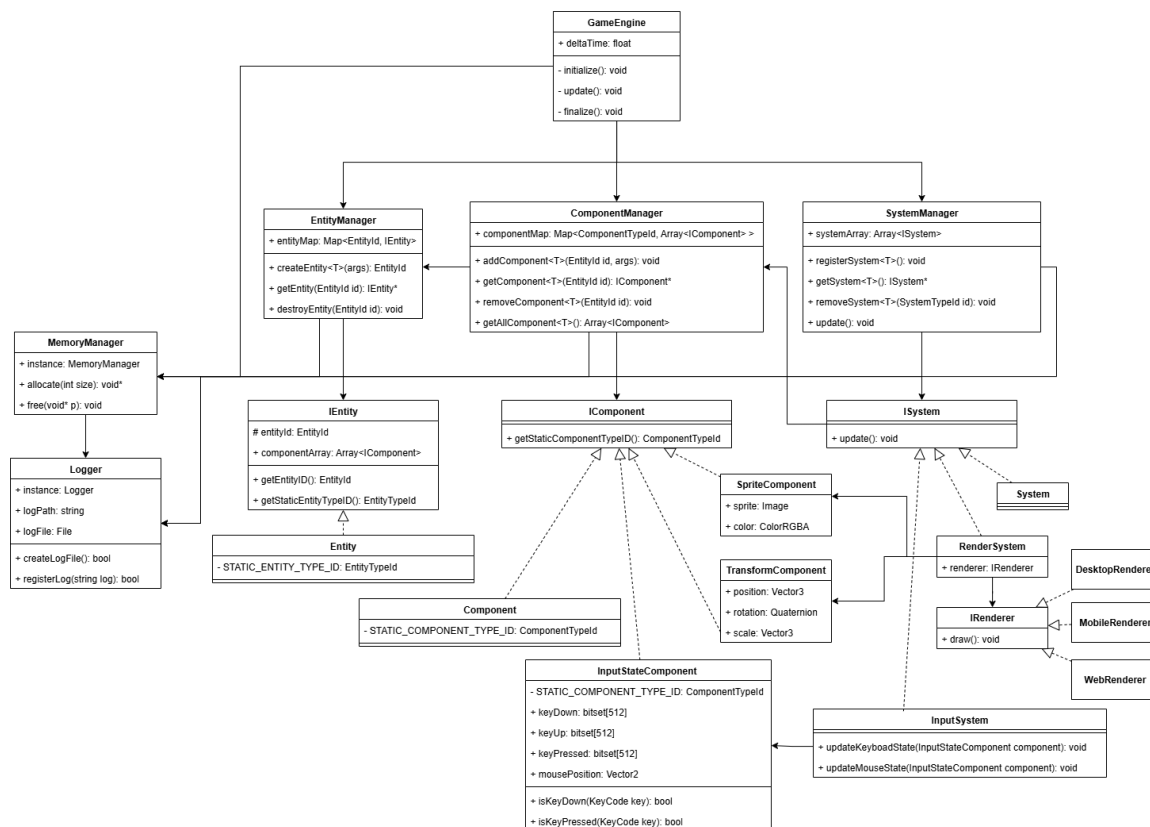 GameEngine
+ deltaTime: float
- initialize(): void
- update(): void
- finalize(): void
EntityManager
+ entityMap: Map<EntityId, IEntity>
+ createEntity<T>(args): EntityId
+ getEntity(EntityId id): IEntity*
+ destroyEntity(EntityId id): void
ComponentManager
+ componentMap: Map<ComponentTypeId, Array<IComponent> >
+ addComponent<T>(EntityId id, args): void
+ getComponent<T>(EntityId id): IComponent*
+ removeComponent<T>(EntityId id): void
+ getAllComponent<T>(): Array<IComponent>
SystemManager
+ systemArray: Array<ISystem>
+ registerSystem<T>(): void
+ getSystem<T>(): ISystem*
+ removeSystem<T>(SystemTypeId id): void
+ update(): void
MemoryManager
+ instance: MemoryManager
+ allocate(int size): void*
+ free(void* p): void
Logger
+ instance: Logger
+ logPath: string
+ logFile: File
+ createLogFile(): bool
+ registerLog(string log): bool
IEntity
# entityId: EntityId
+ componentArray: Array<IComponent>
+ getEntityID(): EntityId
+ getStaticEntityTypeID(): EntityTypeId
Entity
- STATIC_ENTITY_TYPE_ID: EntityTypeId
IComponent
+ getStaticComponentTypeID(): ComponentTypeId
Component
- STATIC_COMPONENT_TYPE_ID: ComponentTypeId
SpriteComponent
+ sprite: Image
+ color: ColorRGBA
TransformComponent
+ position: Vector3
+ rotation: Quaternion
+ scale: Vector3
InputStateComponent
- STATIC_COMPONENT_TYPE_ID: ComponentTypeId
+ keyDown: bitset[512]
+ keyUp: bitset[512]
+ keyPressed: bitset[512]
+ mousePosition: Vector2
+ isKeyDown(KeyCode key): bool
+ isKeyPressed(KeyCode key): bool
ISystem
+ update(): void
System
RenderSystem
+ renderer: IRenderer
IRenderer
+ draw(): void
DesktopRenderer
MobileRenderer
WebRenderer
InputSystem
+ updateKeyboadState(InputStateComponent component): void
+ updateMouseState(InputStateComponent component): void